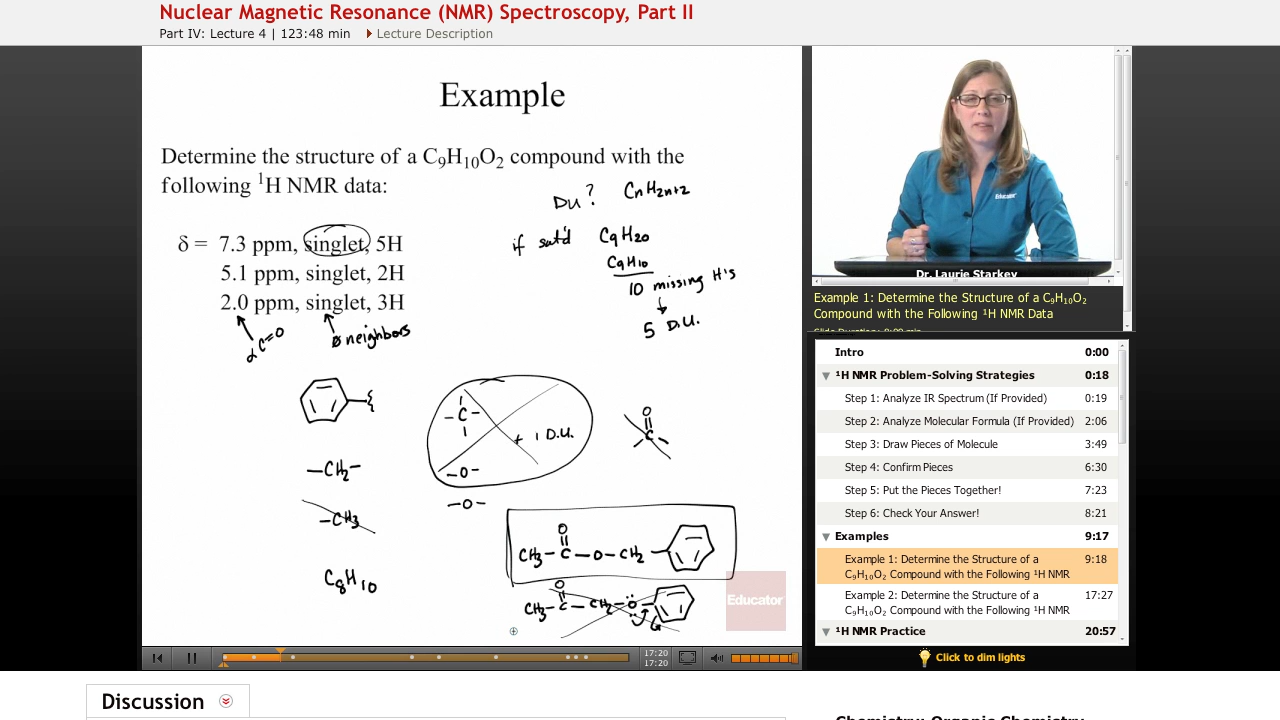 Nuclear Magnetic Resonance (NMR) Spectroscopy, Part II
Part IV: Lecture 4 | 123:48 min Lecture Description
Example
Determine the structure of a C₉H₁₀O₂ compound with the
following ¹H NMR data:
δ = 7.3 ppm, singlet, 5H
5.1 ppm, singlet, 2H
2.0 ppm, singlet, 3H
DU? CnH2n+2
if sat'd C9H20
C9H10
10 missing H's
5 D.U.
α C=O
ø neighbors
-C-
+ 1 D.U.
-O-
O
C
-CH2-
-CH3
C8H10
-O-
O
CH3-C-O-CH2
O
CH3-C-CH2-O
Educator
Educator
Dr. Laurie Starkey
Example 1: Determine the Structure of a C₉H₁₀O₂
Compound with the Following ¹H NMR Data
Intro 0:00
¹H NMR Problem-Solving Strategies 0:18
Step 1: Analyze IR Spectrum (If Provided) 0:19
Step 2: Analyze Molecular Formula (If Provided) 2:06
Step 3: Draw Pieces of Molecule 3:49
Step 4: Confirm Pieces 6:30
Step 5: Put the Pieces Together! 7:23
Step 6: Check Your Answer! 8:21
Examples 9:17
Example 1: Determine the Structure of a 9:18
C₉H₁₀O₂ Compound with the Following ¹H NMR
Example 2: Determine the Structure of a 17:27
C₉H₁₀O₂ Compound with the Following ¹H NMR
¹H NMR Practice 20:57
17:20
17:20
Click to dim lights
Discussion